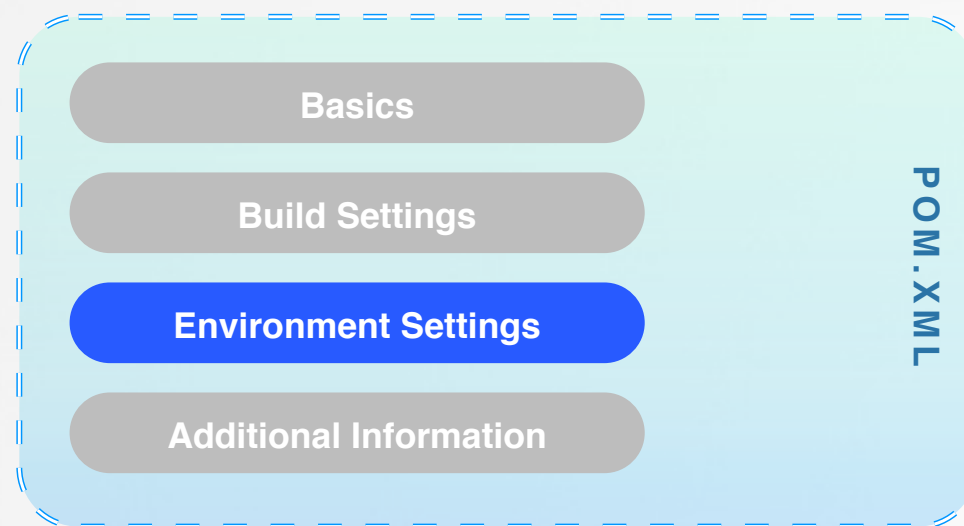 Basics
Build Settings
Environment Settings
Additional Information
POM.XML